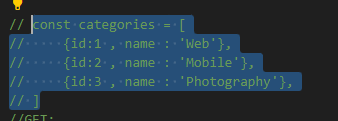 // const categories = [
//     {id:1 , name : 'Web'},
//     {id:2 , name : 'Mobile'},
//     {id:3 , name : 'Photography'},
// ]
//GET: